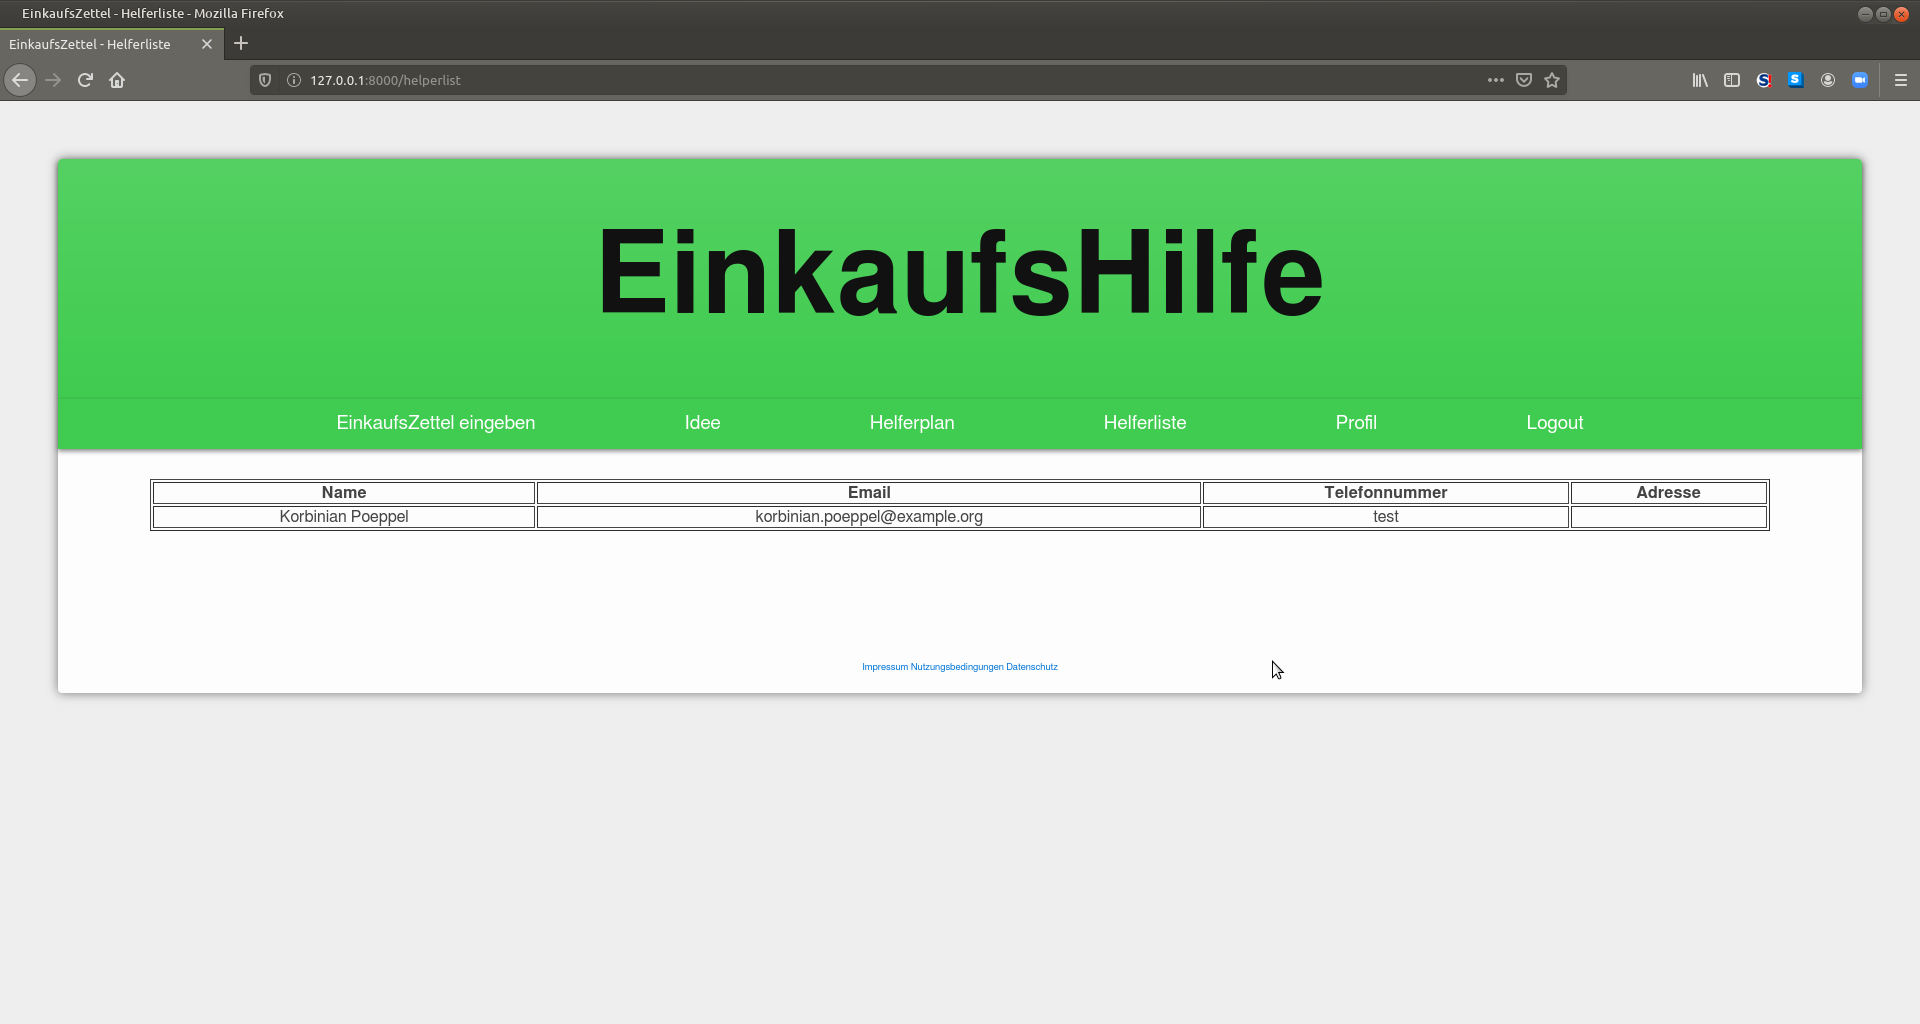 EinkaufsZettel - Helferliste - Mozilla Firefox
EinkaufsZettel - Helferliste
127.0.0.1:8000/helperlist
EinkaufsHilfe
EinkaufsZettel eingeben Idee Helferplan Helferliste Profil Logout
Name Email Telefonnummer Adresse
Korbinian Poeppel korbinian.poeppel@example.org test
Impressum Nutzungsbedingungen Datenschutz